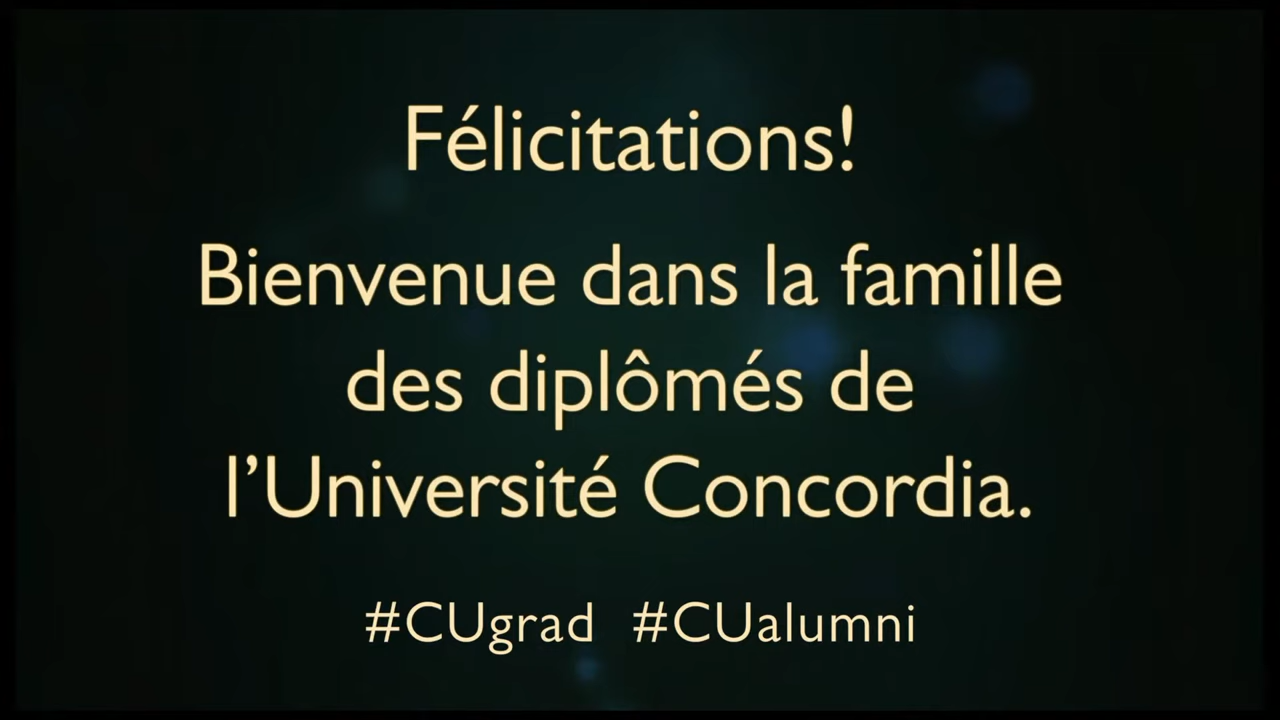 Félicitations!
Bienvenue dans la famille
des diplômés de
l’Université Concordia.
#CUgrad #CUalumni